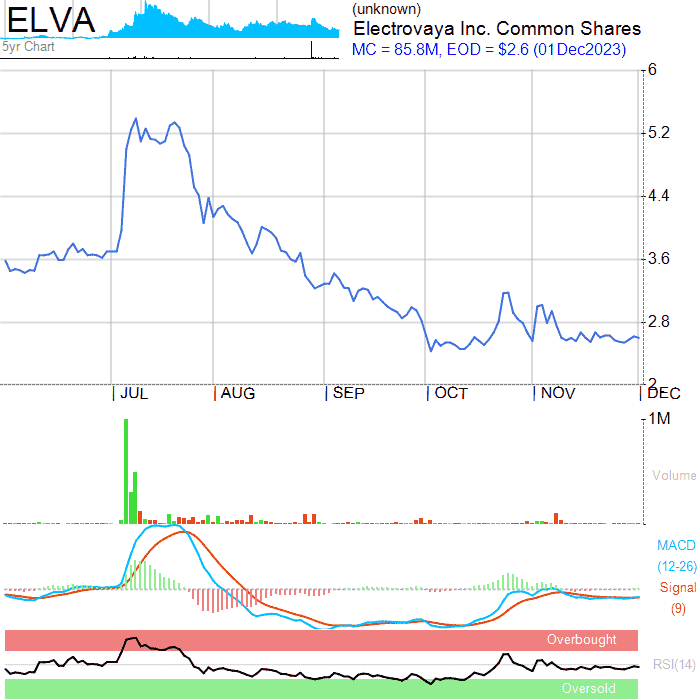 ELVA
5yr Chart
(unknown)
Electrovaya Inc. Common Shares
MC = 85.8M, EOD = $2.6 (01Dec2023)
6
5.2
4.4
3.6
2.8
2
JUL AUG SEP OCT NOV DEC
1M
Volume
MACD
(12-26)
Signal
(9)
Overbought
RSI(14)
Oversold